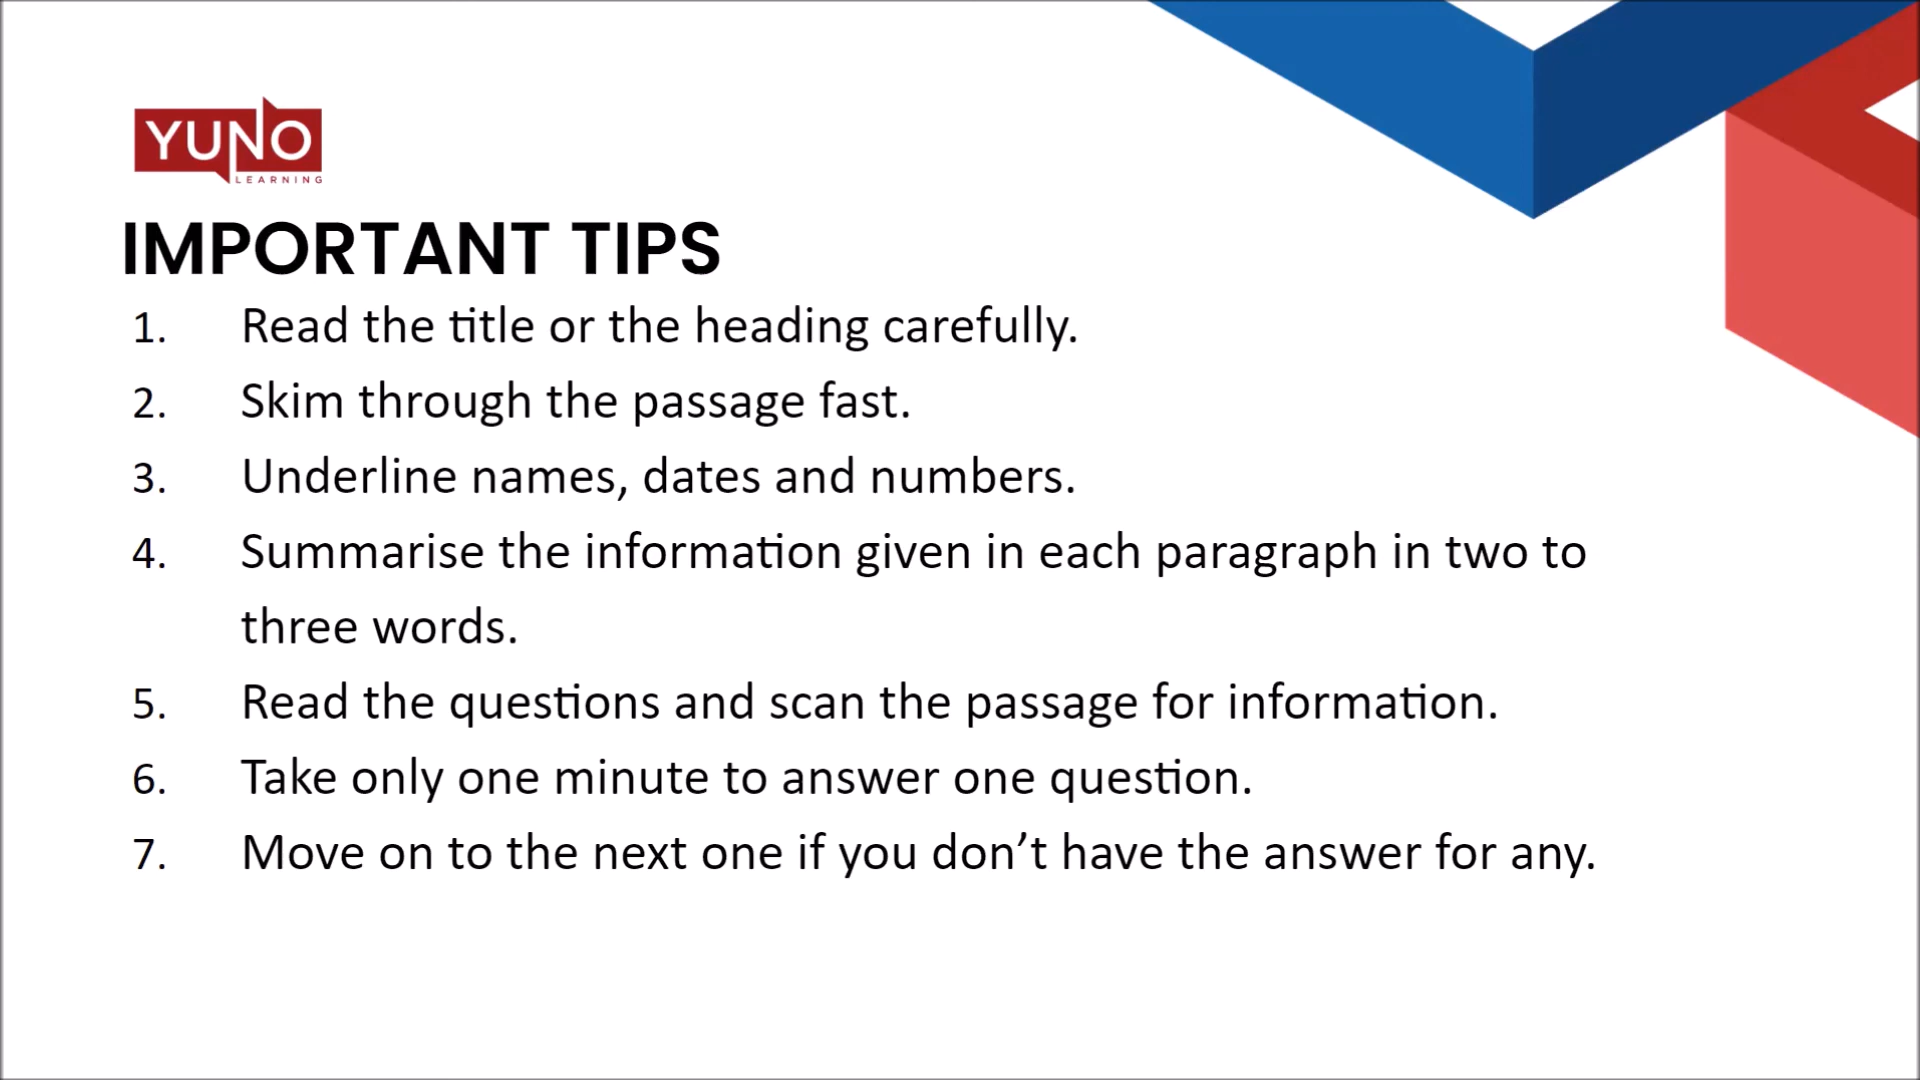 YUNO
LEARNING
IMPORTANT TIPS
1. Read the title or the heading carefully.
2. Skim through the passage fast.
3. Underline names, dates and numbers.
4. Summarise the information given in each paragraph in two to
three words.
5. Read the questions and scan the passage for information.
6. Take only one minute to answer one question.
7. Move on to the next one if you don’t have the answer for any.